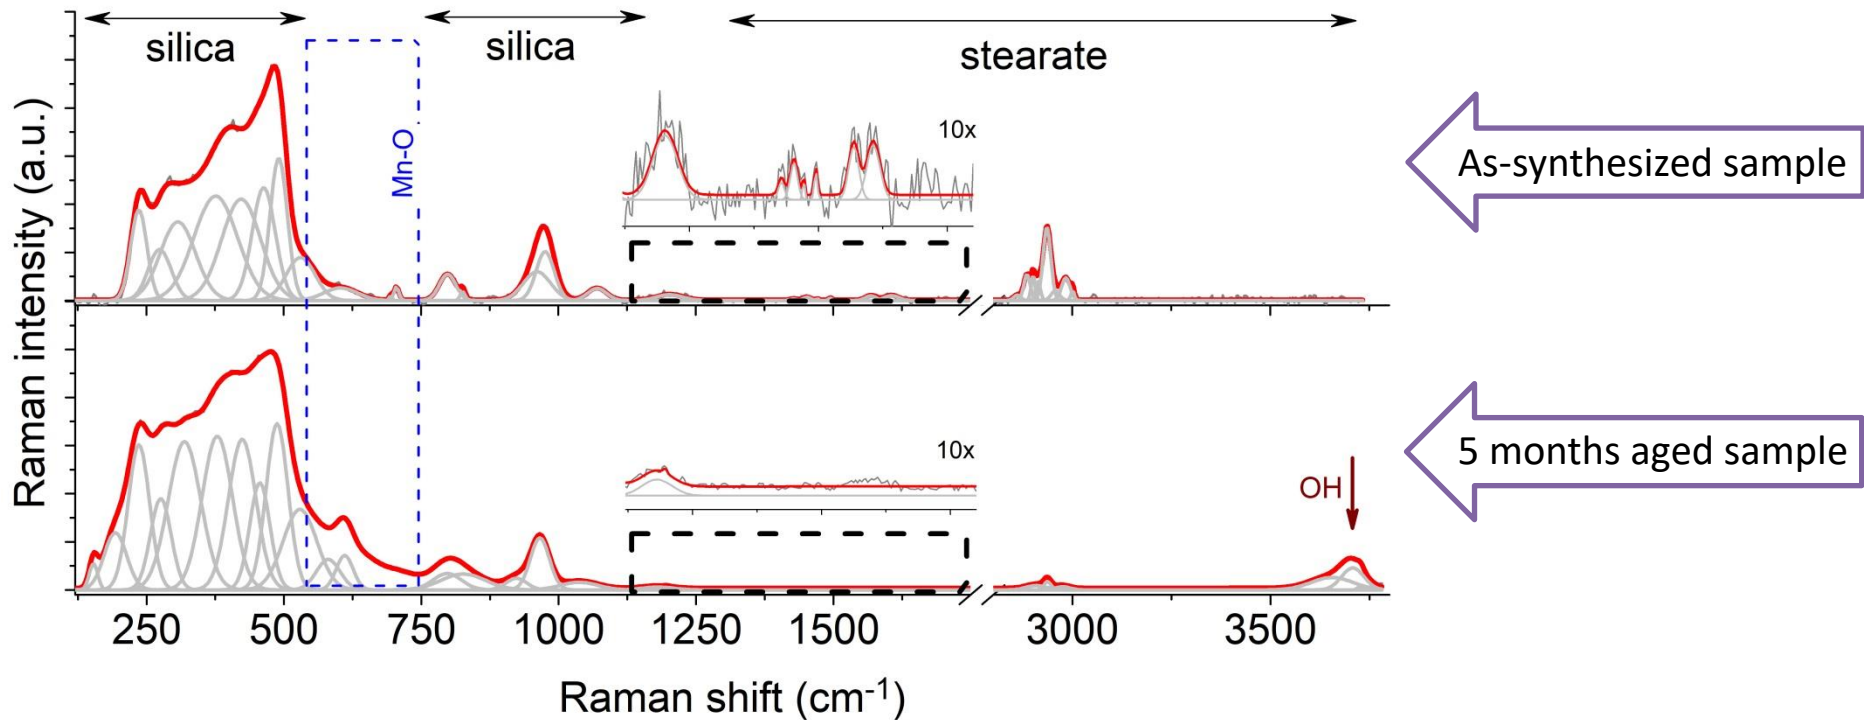 silica
silica
stearate
Raman intensity (a.u.)
Mn-O
10x
As-synthesized sample
10x
OH
5 months aged sample
250 500 750 1000 1250 1500 3000 3500
Raman shift (cm⁻¹)